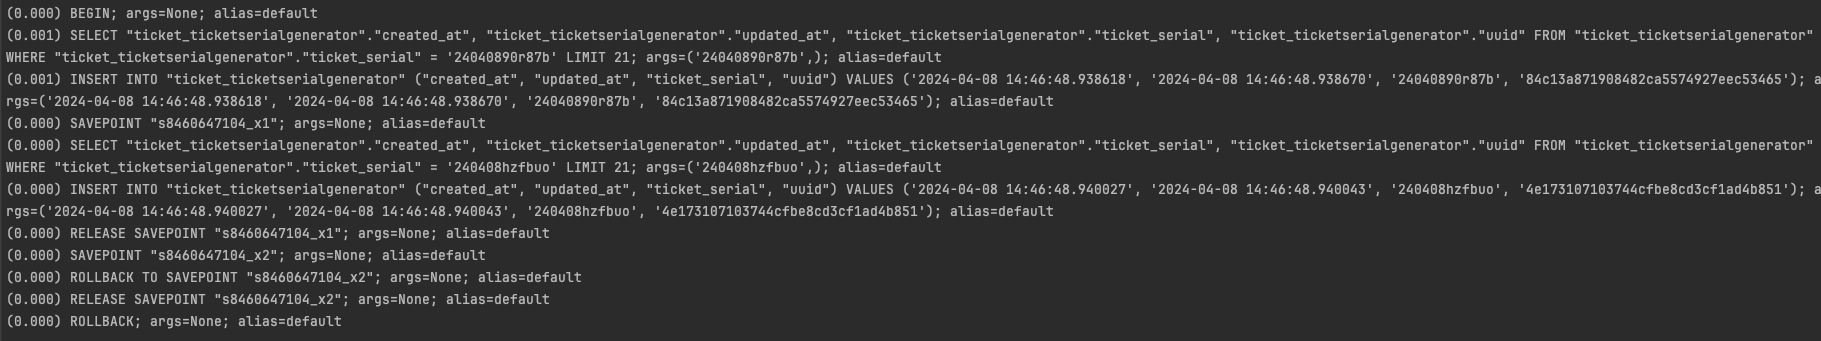 (0.000) BEGIN; args=None; alias=default
(0.001) SELECT "ticket_ticketserialgenerator"."created_at", "ticket_ticketserialgenerator"."updated_at", "ticket_ticketserialgenerator"."ticket_serial", "ticket_ticketserialgenerator"."uuid" FROM "ticket_ticketserialgenerator"
WHERE "ticket_ticketserialgenerator"."ticket_serial" = '24040890r87b' LIMIT 21; args=('24040890r87b',); alias=default
(0.001) INSERT INTO "ticket_ticketserialgenerator" ("created_at", "updated_at", "ticket_serial", "uuid") VALUES ('2024-04-08 14:46:48.938618', '2024-04-08 14:46:48.938670', '24040890r87b', '84c13a871908482ca5574927eec53465'); a
rgs=('2024-04-08 14:46:48.938618', '2024-04-08 14:46:48.938670', '24040890r87b', '84c13a871908482ca5574927eec53465'); alias=default
(0.000) SAVEPOINT "s8460647104_x1"; args=None; alias=default
(0.000) SELECT "ticket_ticketserialgenerator"."created_at", "ticket_ticketserialgenerator"."updated_at", "ticket_ticketserialgenerator"."ticket_serial", "ticket_ticketserialgenerator"."uuid" FROM "ticket_ticketserialgenerator"
WHERE "ticket_ticketserialgenerator"."ticket_serial" = '240408hzfbuo' LIMIT 21; args=('240408hzfbuo',); alias=default
(0.000) INSERT INTO "ticket_ticketserialgenerator" ("created_at", "updated_at", "ticket_serial", "uuid") VALUES ('2024-04-08 14:46:48.940027', '2024-04-08 14:46:48.940043', '240408hzfbuo', '4e173107103744cfbe8cd3cf1ad4b851'); a
rgs=('2024-04-08 14:46:48.940027', '2024-04-08 14:46:48.940043', '240408hzfbuo', '4e173107103744cfbe8cd3cf1ad4b851'); alias=default
(0.000) RELEASE SAVEPOINT "s8460647104_x1"; args=None; alias=default
(0.000) SAVEPOINT "s8460647104_x2"; args=None; alias=default
(0.000) ROLLBACK TO SAVEPOINT "s8460647104_x2"; args=None; alias=default
(0.000) RELEASE SAVEPOINT "s8460647104_x2"; args=None; alias=default
(0.000) ROLLBACK; args=None; alias=default